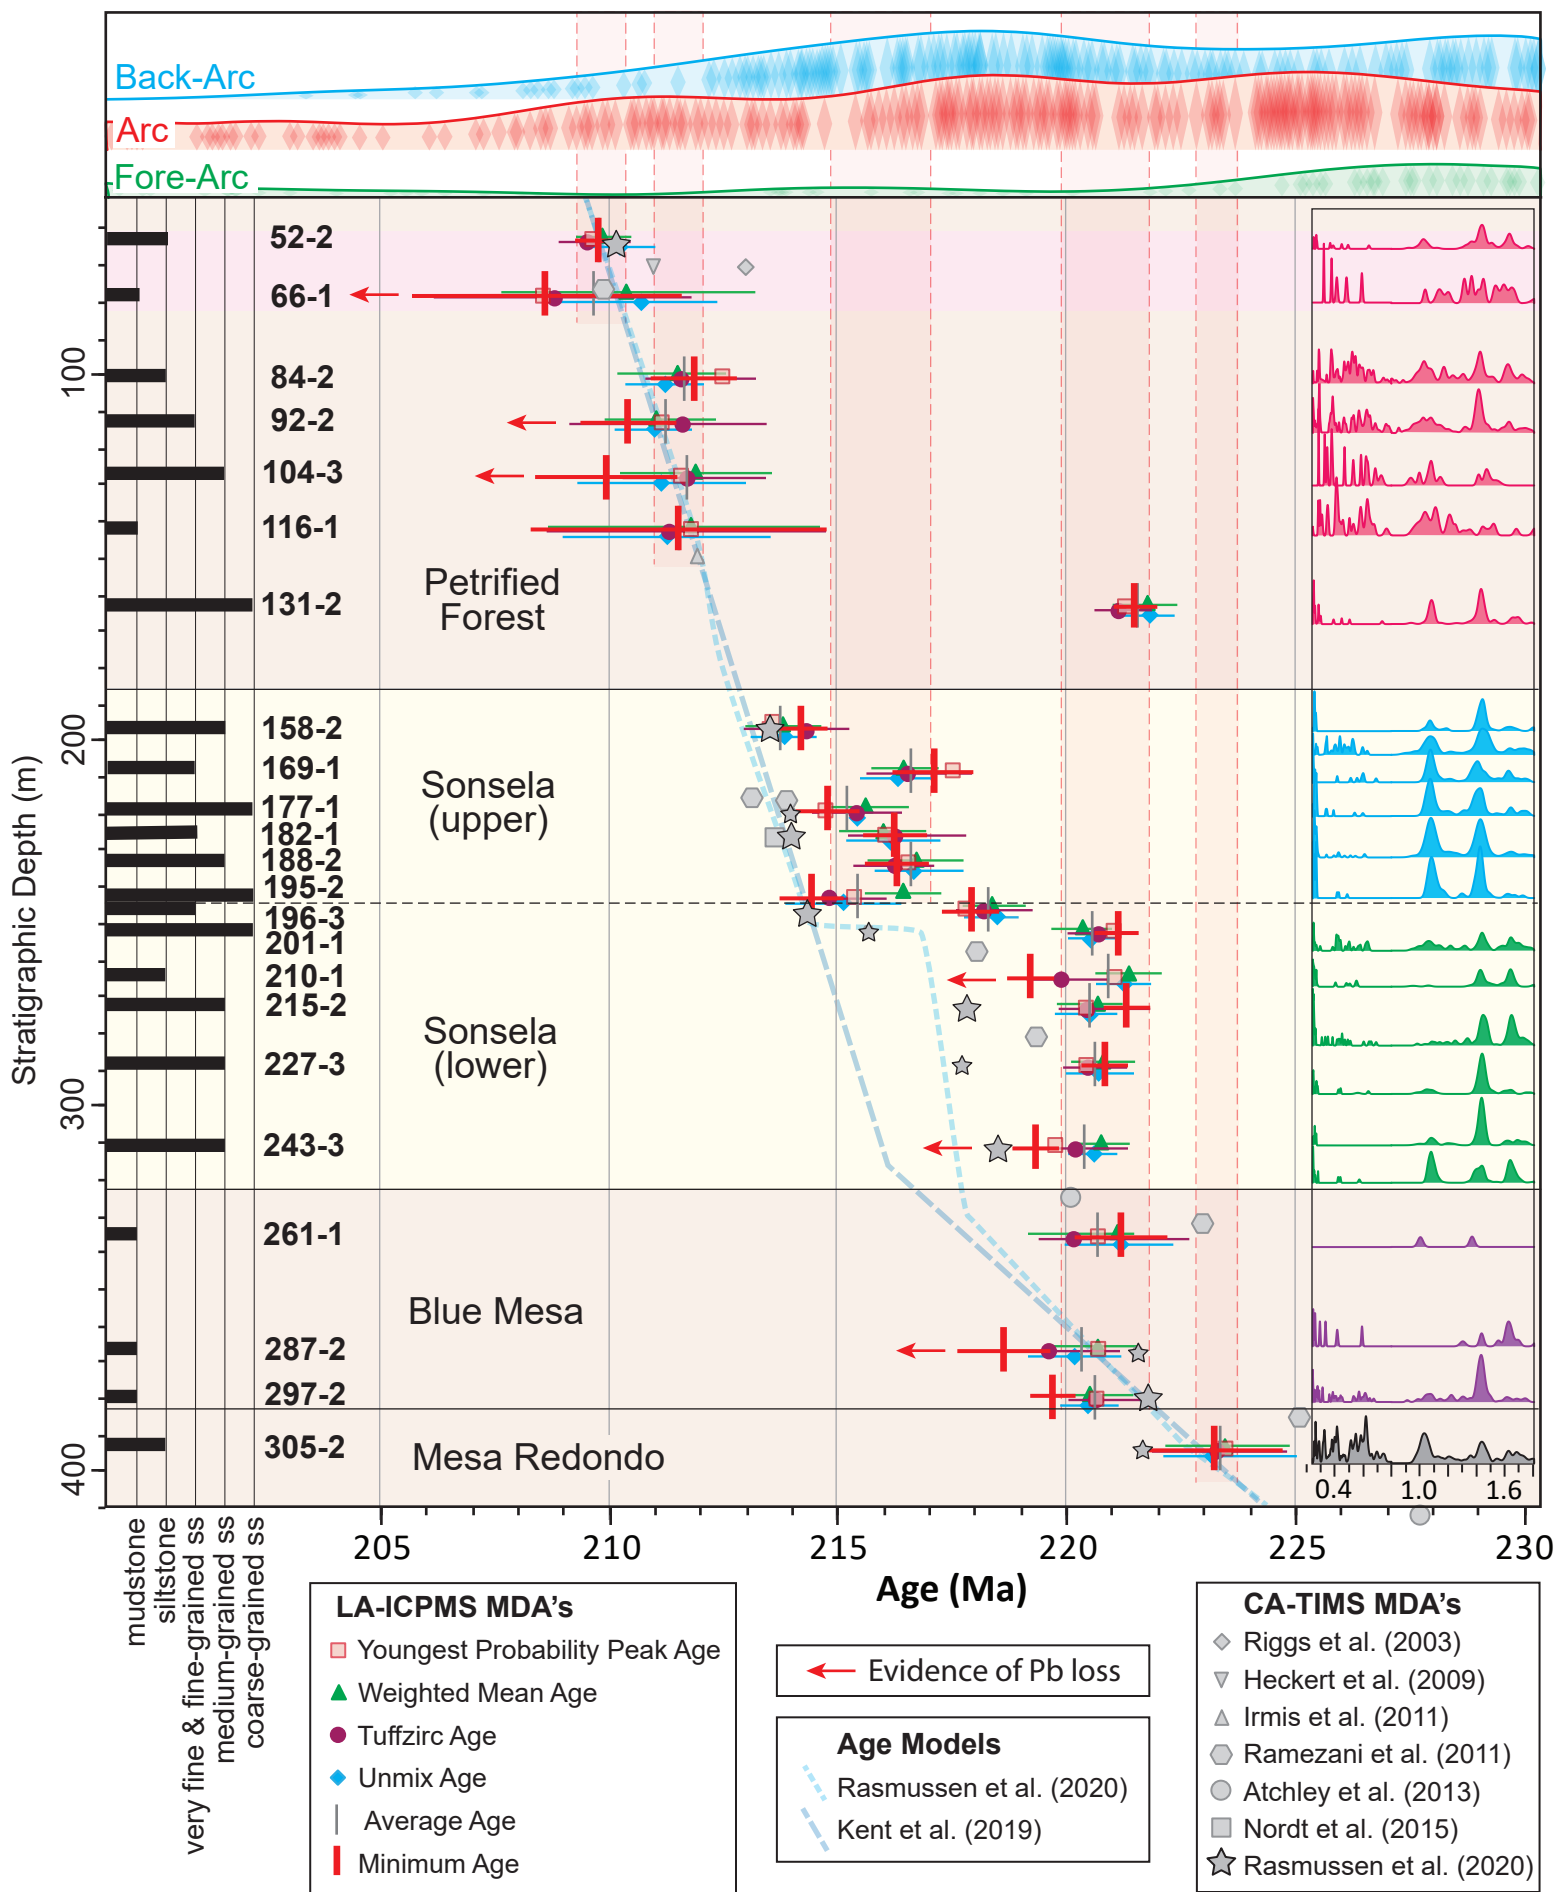 Back-Arc
Arc
Fore-Arc
52-2
66-1
84-2
92-2
104-3
116-1
131-2
158-2
169-1
177-1
182-1
188-2
195-2
196-3
201-1
210-1
215-2
227-3
243-3
261-1
287-2
297-2
305-2
Petrified
Forest
Sonsela
(upper)
Sonsela
(lower)
Blue Mesa
Mesa Redondo
Stratigraphic Depth (m)
100
200
300
400
0.4 1.0 1.6
205 210 215 220 225 230
Age (Ma)
mudstone
siltstone
very fine & fine-grained ss
medium-grained ss
coarse-grained ss
LA-ICPMS MDA's
Youngest Probability Peak Age
Weighted Mean Age
Tuffzirc Age
Unmix Age
Average Age
Minimum Age
Evidence of Pb loss
Age Models
Rasmussen et al. (2020)
Kent et al. (2019)
CA-TIMS MDA's
Riggs et al. (2003)
Heckert et al. (2009)
Irmis et al. (2011)
Ramezani et al. (2011)
Atchley et al. (2013)
Nordt et al. (2015)
Rasmussen et al. (2020)